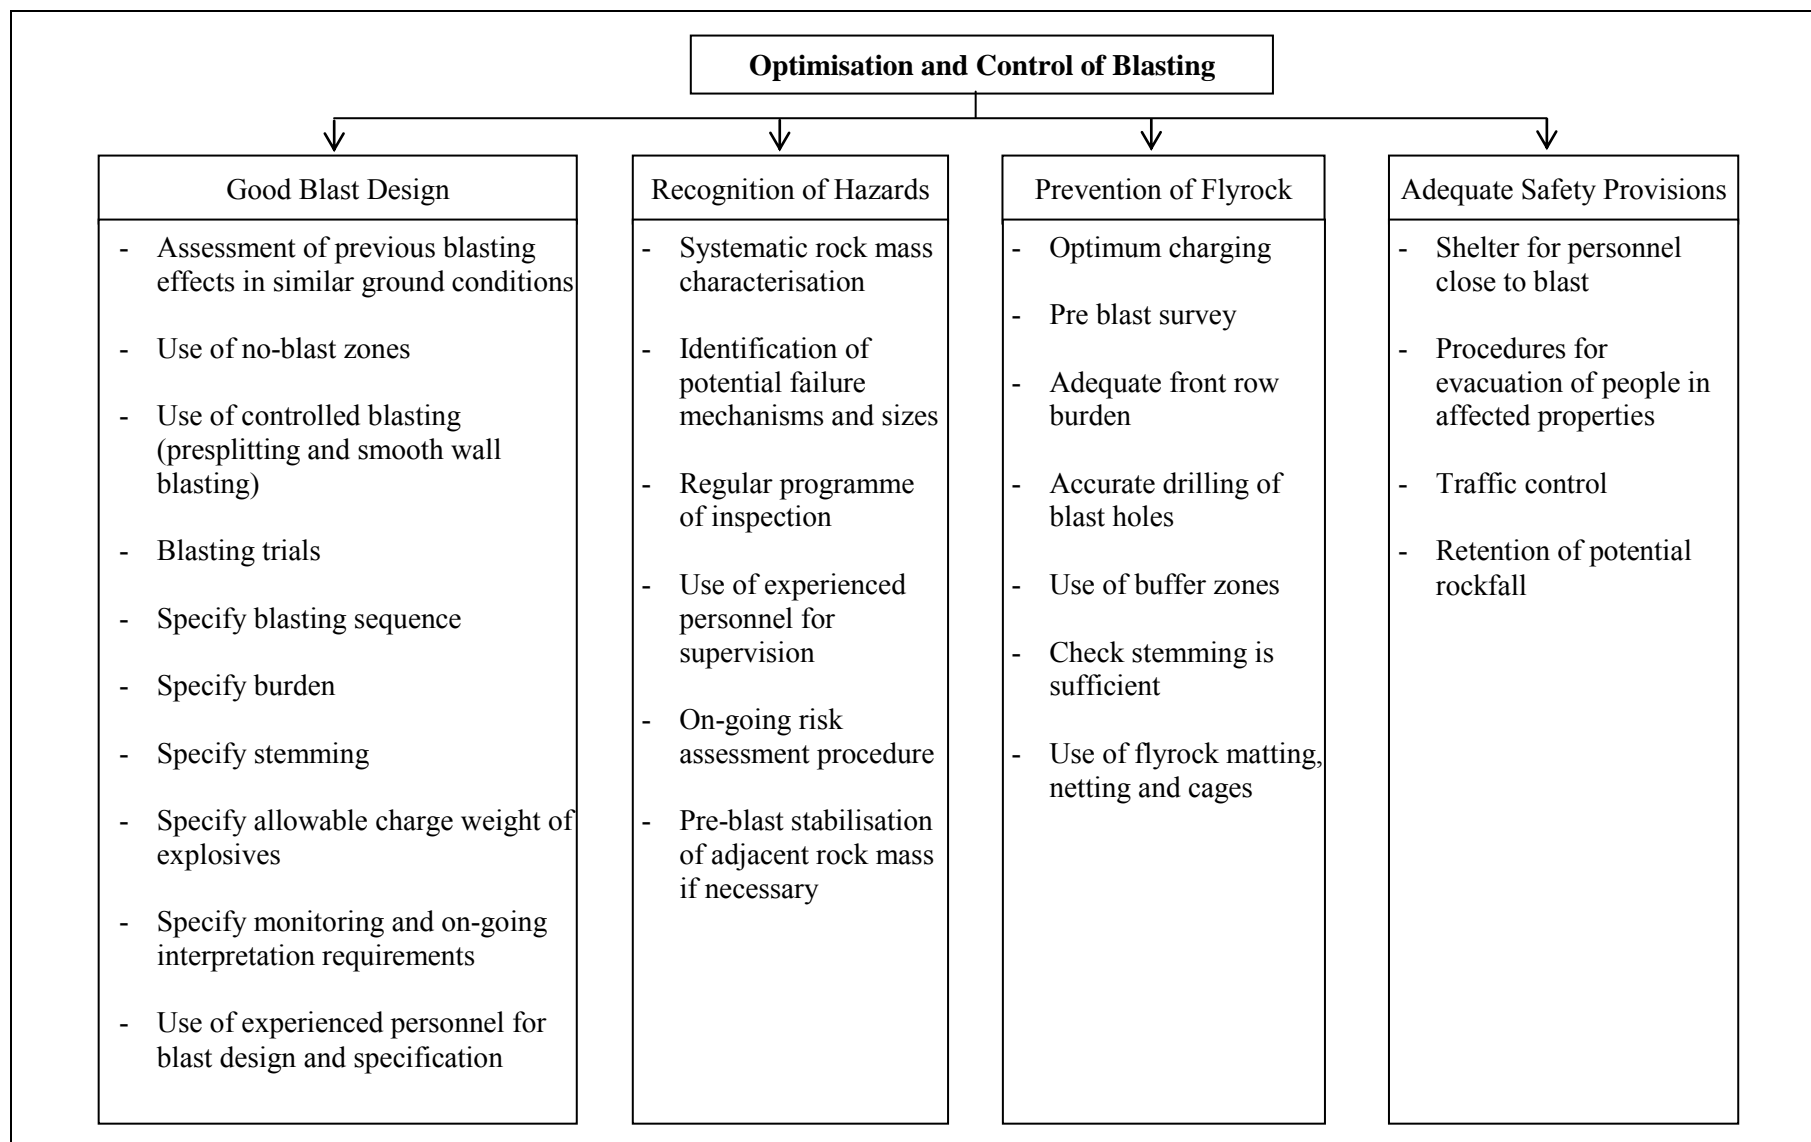 Optimisation and Control of Blasting
Good Blast Design
- Assessment of previous blasting
effects in similar ground conditions
- Use of no-blast zones
- Use of controlled blasting
(presplitting and smooth wall
blasting)
- Blasting trials
- Specify blasting sequence
- Specify burden
- Specify stemming
- Specify allowable charge weight of
explosives
- Specify monitoring and on-going
interpretation requirements
- Use of experienced personnel for
blast design and specification
Recognition of Hazards
- Systematic rock mass
characterisation
- Identification of
potential failure
mechanisms and sizes
- Regular programme
of inspection
- Use of experienced
personnel for
supervision
- On-going risk
assessment procedure
- Pre-blast stabilisation
of adjacent rock mass
if necessary
Prevention of Flyrock
- Optimum charging
- Pre blast survey
- Adequate front row
burden
- Accurate drilling of
blast holes
- Use of buffer zones
- Check stemming is
sufficient
- Use of flyrock matting,
netting and cages
Adequate Safety Provisions
- Shelter for personnel
close to blast
- Procedures for
evacuation of people in
affected properties
- Traffic control
- Retention of potential
rockfall